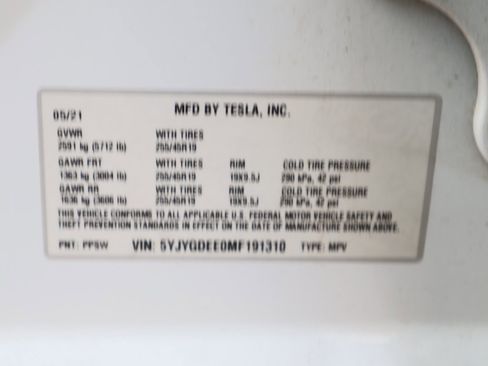 05/21 MFD BY TESLA, INC.
GVWR WITH TIRES
2591 kg (5712 lb) 255/45R19
GAWR FRT WITH TIRES RIM COLD TIRE PRESSURE
1363 kg (3004 lb) 255/45R19 19X9.5J 290 kPa, 42 psi
GAWR RR WITH TIRES RIM COLD TIRE PRESSURE
1636 kg (3606 lb) 255/45R19 19X9.5J 290 kPa, 42 psi
THIS VEHICLE CONFORMS TO ALL APPLICABLE U.S. FEDERAL MOTOR VEHICLE SAFETY AND
THEFT PREVENTION STANDARDS IN EFFECT ON THE DATE OF MANUFACTURE SHOWN ABOVE.
PNT: PPSW VIN: 5YJYGDEE0MF191310 TYPE: MPV